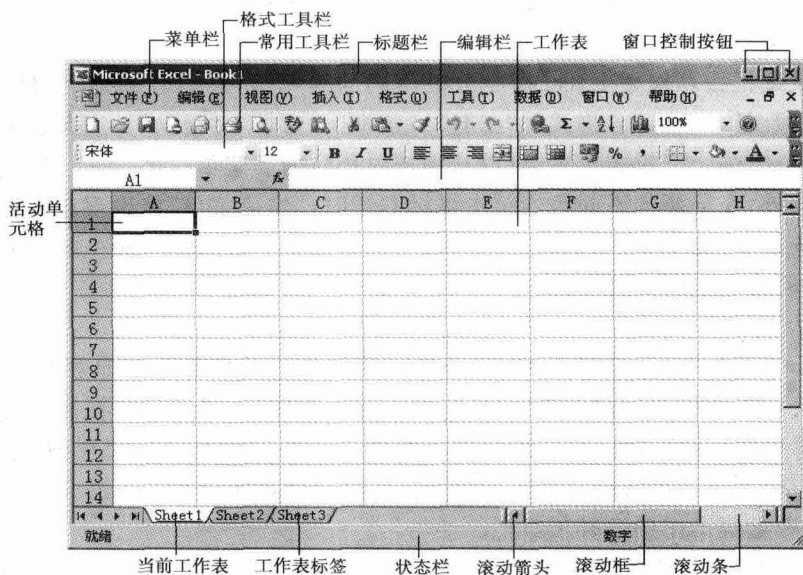 格式工具栏
菜单栏 常用工具栏 标题栏 编辑栏 工作表 窗口控制按钮
Microsoft Excel - Book1
文件(F) 编辑(E) 视图(V) 插入(I) 格式(O) 工具(T) 数据(D) 窗口(W) 帮助(H)
Σ 100%
宋体 12 B I U % ,
A1 fx
活动单
元格
A B C D E F G H
1
2
3
4
5
6
7
8
9
10
11
12
13
14
Sheet1 Sheet2 Sheet3
就绪 数字
当前工作表 工作表标签 状态栏 滚动箭头 滚动框 滚动条